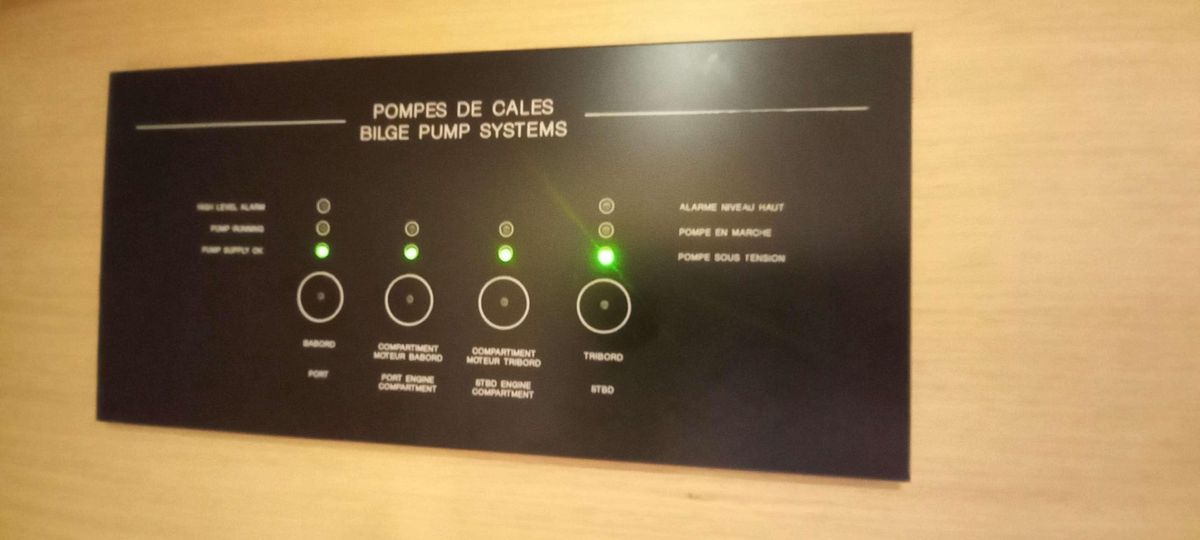 POMPES DE CALES
BILGE PUMP SYSTEMS
HIGH LEVEL ALARM
PUMP RUNNING
PUMP SUPPLY OK
ALARME NIVEAU HAUT
POMPE EN MARCHE
POMPE SOUS TENSION
BABORD
PORT
COMPARTIMENT
MOTEUR BABORD
PORT ENGINE
COMPARTMENT
COMPARTIMENT
MOTEUR TRIBORD
STBD ENGINE
COMPARTMENT
TRIBORD
STBD